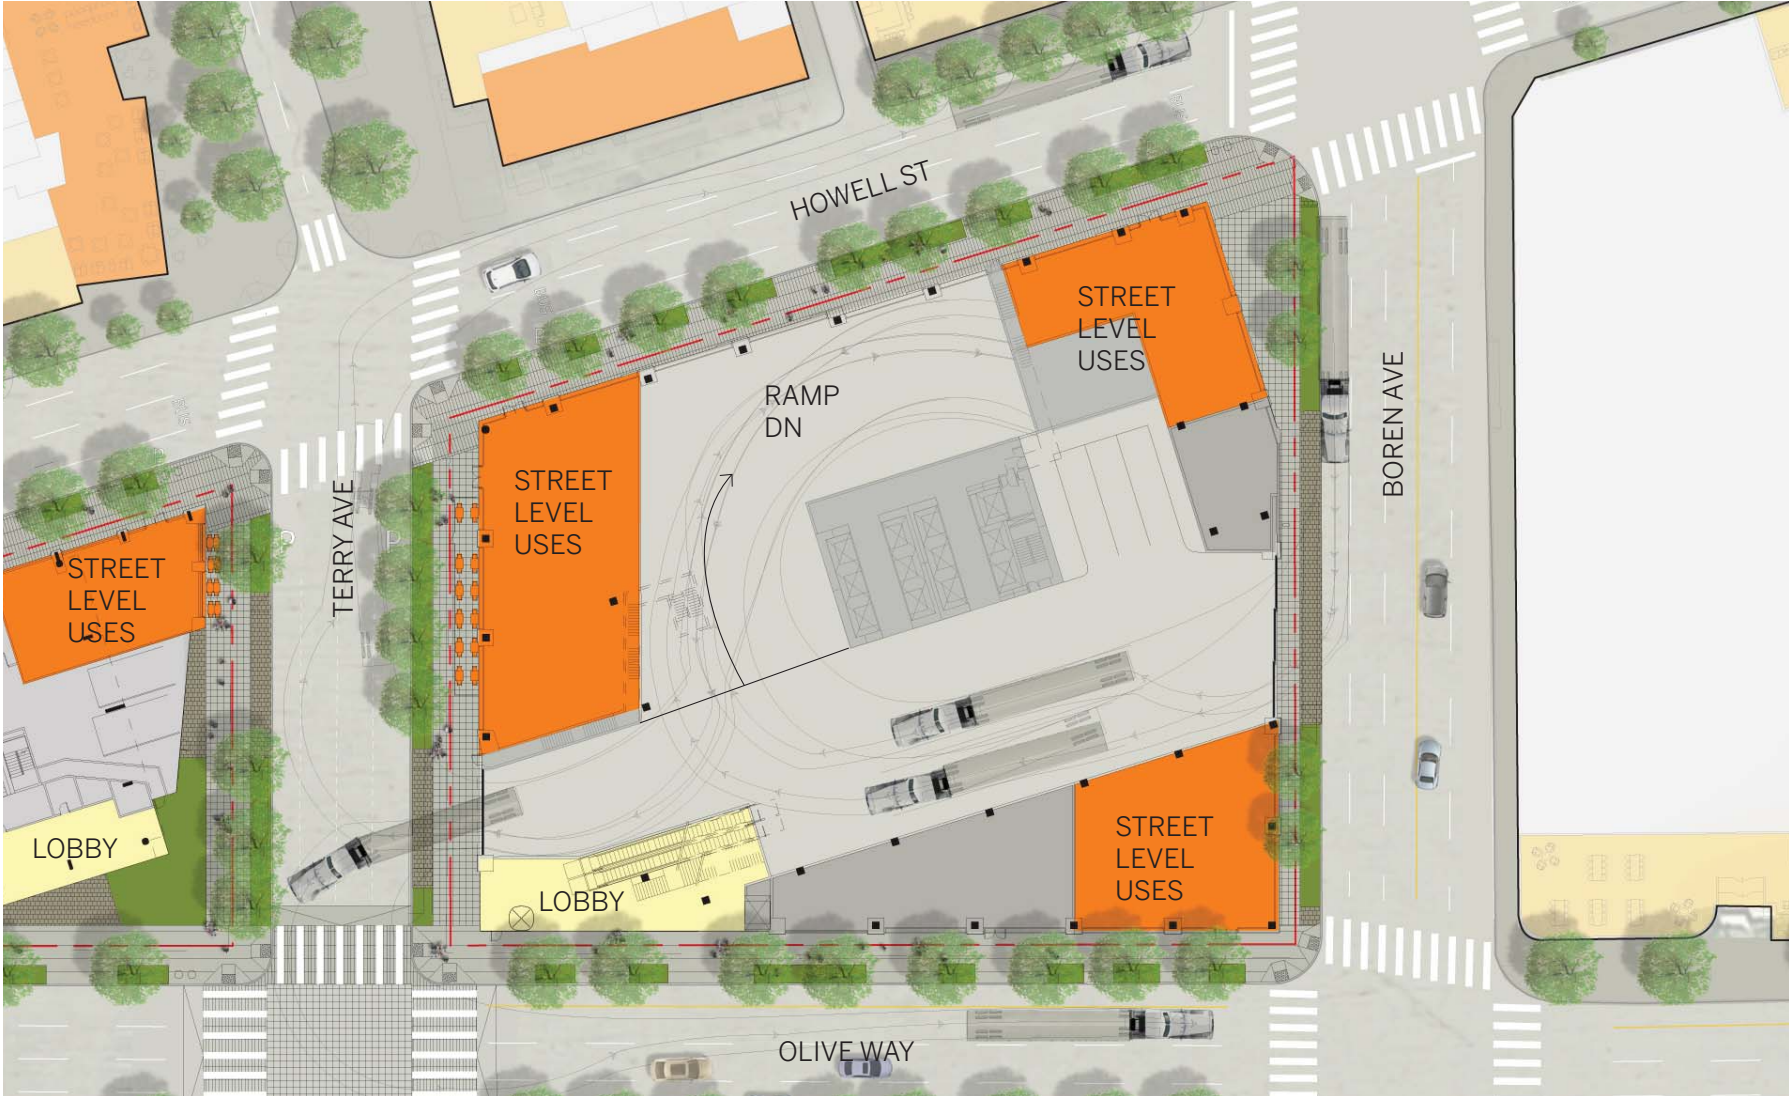 HOWELL ST
STREET
LEVEL
USES
RAMP
DN
BOREN AVE
STREET
LEVEL
USES
TERRY AVE
STREET
LEVEL
USES
STREET
LEVEL
USES
LOBBY
LOBBY
OLIVE WAY